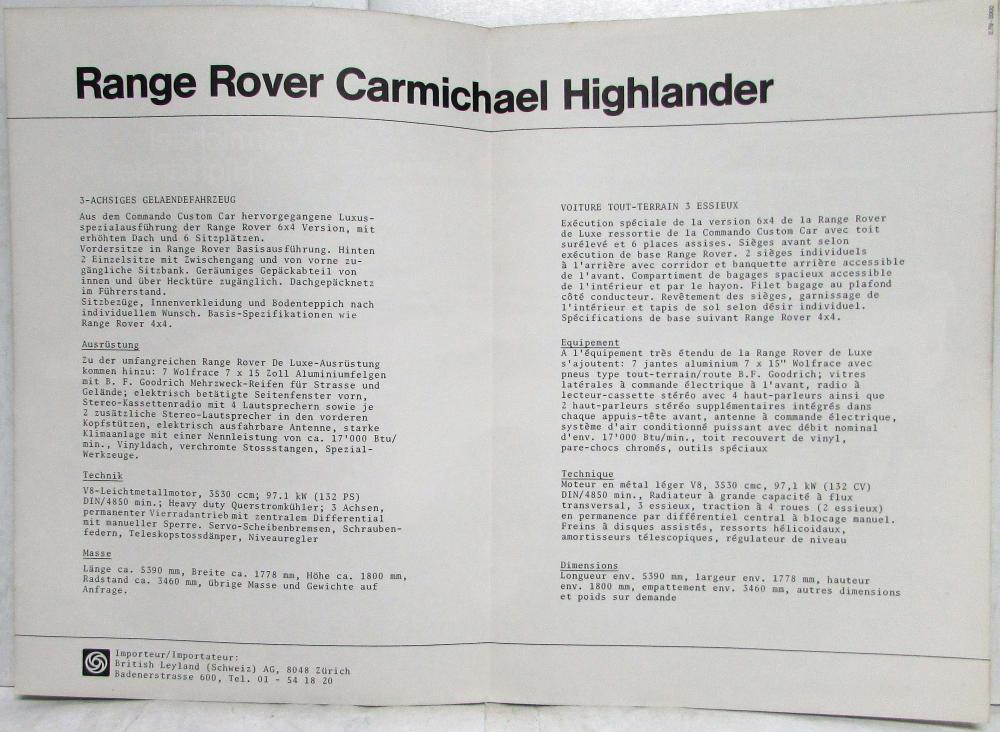 Range Rover Carmichael Highlander
3-ACHSIGES GELAENDEFAHRZEUG
Aus dem Commando Custom Car hervorgegangene Luxus-
spezialausführung der Range Rover 6x4 Version, mit
erhöhtem Dach und 6 Sitzplätzen.
Vordersitze in Range Rover Basisausführung. Hinten
2 Einzelsitze mit Zwischengang und von vorne zu-
gängliche Sitzbank. Geräumiges Gepäckabteil von
innen und über Hecktüre zugänglich. Dachgepäcknetz
im Führerstand.
Sitzbezüge, Innenverkleidung und Bodenteppich nach
individuellem Wunsch. Basis-Spezifikationen wie
Range Rover 4x4.
Ausrüstung
Zu der umfangreichen Range Rover De Luxe-Ausrüstung
kommen hinzu: 7 Wolfrace 7 x 15 Zoll Aluminiumfelgen
mit B. F. Goodrich Mehrzweck-Reifen für Strasse und
Gelände; elektrisch betätigte Seitenfenster vorn,
Stereo-Kassettenradio mit 4 Lautsprechern sowie je
2 zusätzliche Stereo-Lautsprecher in den vorderen
Kopfstützen, elektrisch ausfahrbare Antenne, starke
Klimaanlage mit einer Nennleistung von ca. 17'000 Btu/
min., Vinyldach, verchromte Stossstangen, Spezial-
Werkzeuge.
Technik
V8-Leichtmetallmotor, 3530 ccm; 97.1 kW (132 PS)
DIN/4850 min.; Heavy duty Querstromkühler; 3 Achsen,
permanenter Vierradantrieb mit zentralem Differential
mit manueller Sperre. Servo-Scheibenbremsen, Schrauben-
federn, Teleskopstossdämper, Niveauregler
Masse
Länge ca. 5390 mm, Breite ca. 1778 mm, Höhe ca. 1800 mm,
Radstand ca. 3460 mm, übrige Masse und Gewichte auf
Anfrage.
VOITURE TOUT-TERRAIN 3 ESSIEUX
Exécution spéciale de la version 6x4 de la Range Rover
de Luxe ressortie de la Commando Custom Car avec toit
surélevé et 6 places assises. Sièges avant selon
exécution de base Range Rover. 2 sièges individuels
à l'arrière avec corridor et banquette arrière accessible
de l'avant. Compartiment de bagages spacieux accessible
de l'intérieur et par le hayon. Filet bagage au plafond
côté conducteur. Revêtement des sièges, garnissage de
l'intérieur et tapis de sol selon désir individuel.
Spécifications de base suivant Range Rover 4x4.
Equipement
A l'équipement très étendu de la Range Rover de Luxe
s'ajoutent: 7 jantes aluminium 7 x 15" Wolfrace avec
pneus type tout-terrain/route B.F. Goodrich; vitres
latérales à commande électrique à l'avant, radio à
lecteur-cassette stéréo avec 4 haut-parleurs ainsi que
2 haut-parleurs stéréo supplémentaires intégrés dans
chaque appuis-tête avant, antenne à commande électrique,
système d'air conditionné puissant avec débit nominal
d'env. 17'000 Btu/min., toit recouvert de vinyl,
pare-chocs chromés, outils spéciaux
Technique
Moteur en métal léger V8, 3530 cmc, 97,1 kW (132 CV)
DIN/4850 min., Radiateur à grande capacité à flux
transversal, 3 essieux, traction à 4 roues (2 essieux)
en permanence par différentiel central à blocage manuel.
Freins à disques assistés, ressorts hélicoidaux,
amortisseurs télescopiques, régulateur de niveau
Dimensions
Longueur env. 5390 mm, largeur env. 1778 mm, hauteur
env. 1800 mm, empattement env. 3460 mm, autres dimensions
et poids sur demande
Importeur/Importateur:
British Leyland (Schweiz) AG, 8048 Zürich
Badenerstrasse 600, Tel. 01 - 54 18 20